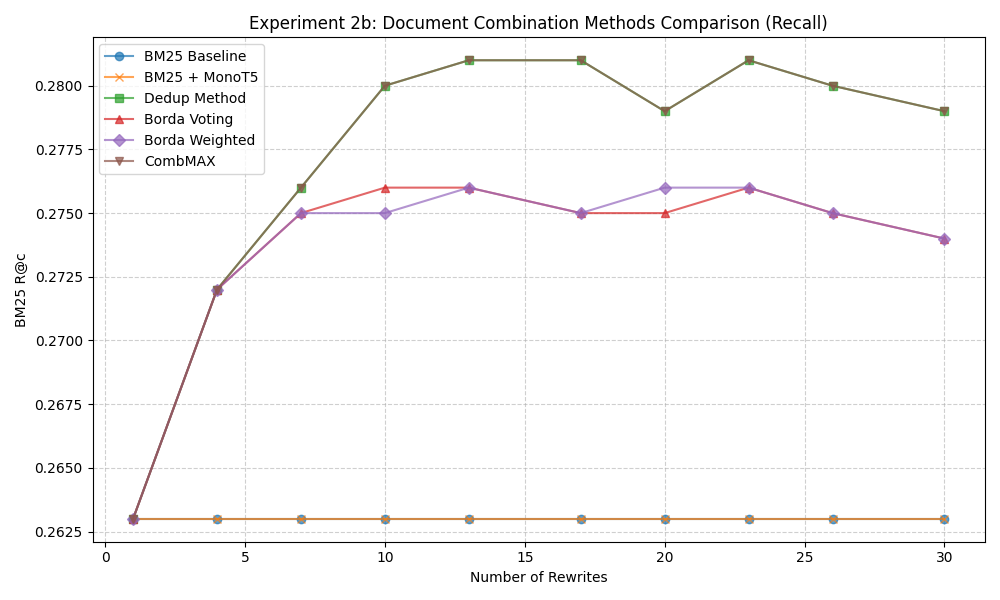 Experiment 2b: Document Combination Methods Comparison (Recall)
BM25 Baseline
BM25 + MonoT5
Dedup Method
Borda Voting
Borda Weighted
CombMAX
BM25 R@c
0.2800
0.2775
0.2750
0.2725
0.2700
0.2675
0.2650
0.2625
0 5 10 15 20 25 30
Number of Rewrites